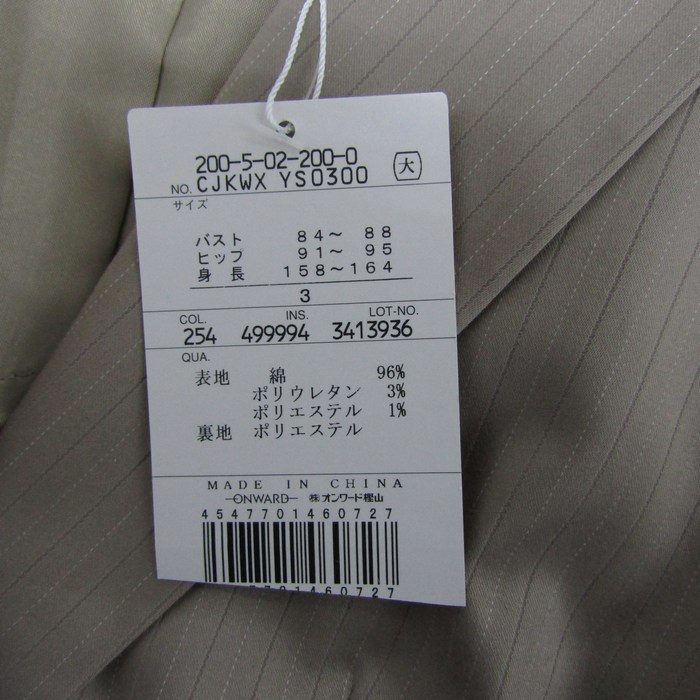 200-5-02-200-0
NO. CJKWX YS0300 大
サイズ
バスト 84～ 88
ヒップ 91～ 95
身長 158～164
3
COL. INS. LOT-NO.
254 499994 3413936
QUA.
表地 綿 96%
ポリウレタン 3%
ポリエステル 1%
裏地 ポリエステル
MADE IN CHINA
ONWARD ㈱オンワード樫山
4547701460727
701460727